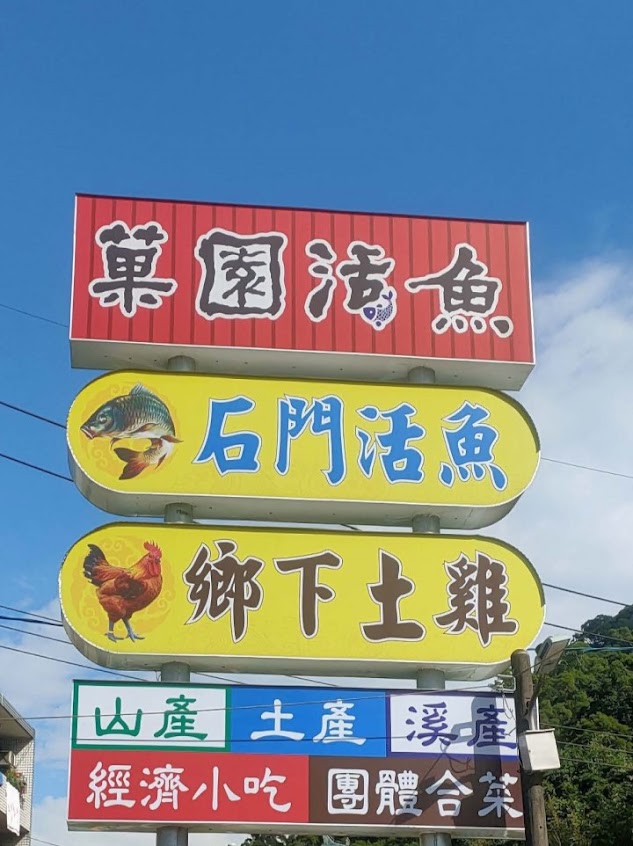 菓園活魚
石門活魚
鄉下土雞
山產 土產 溪產
經濟小吃 團體合菜